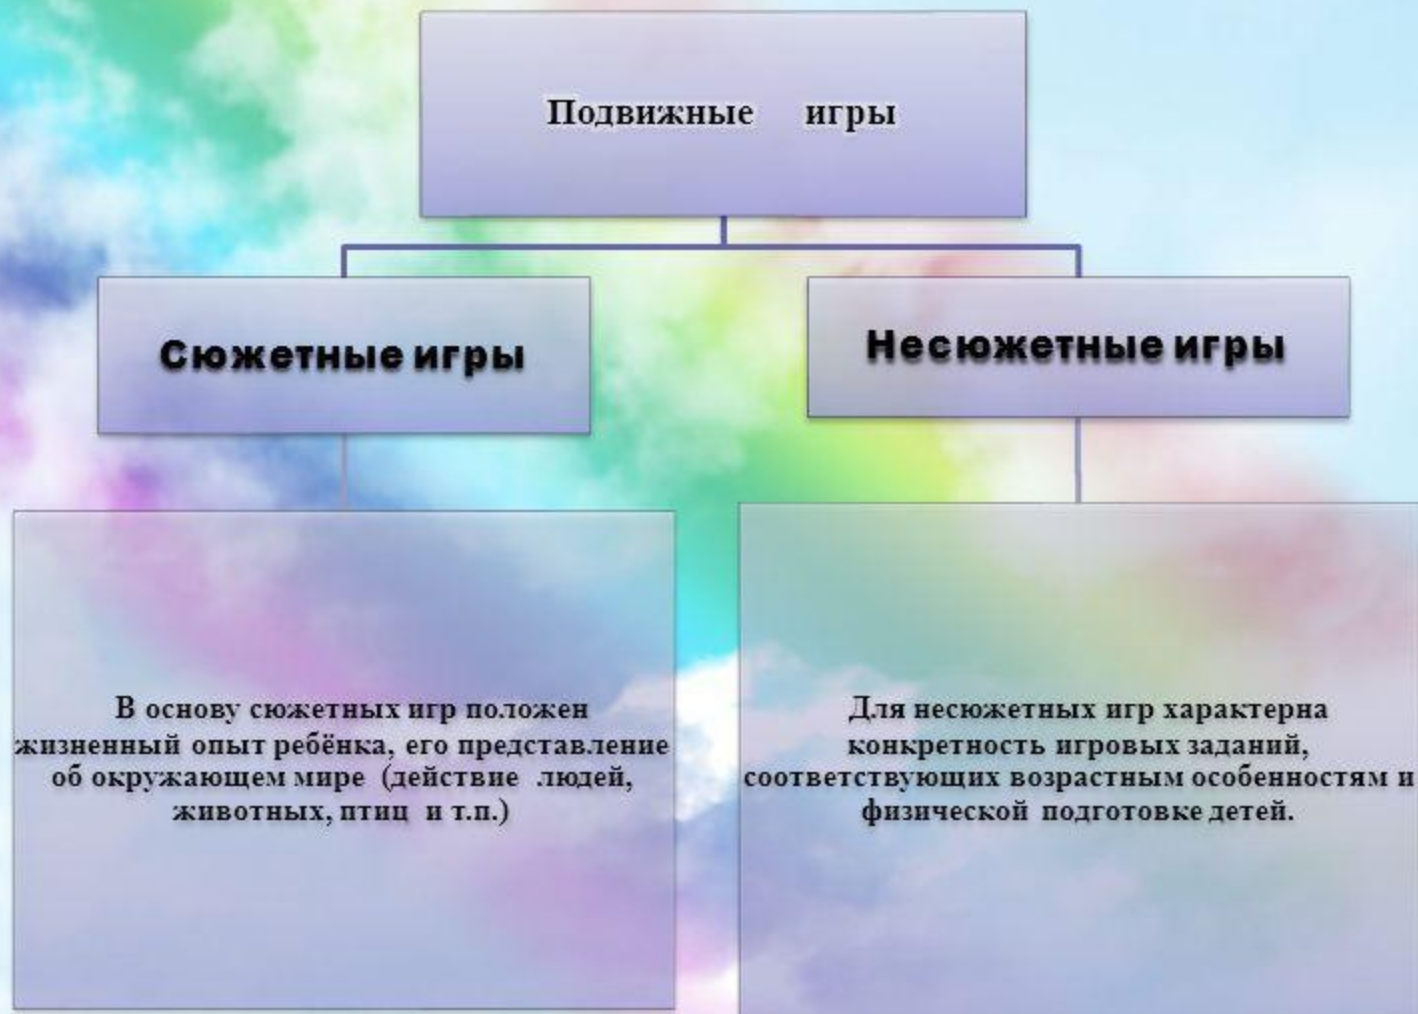 Подвижные игры
Сюжетные игры
Несюжетные игры
В основу сюжетных игр положен
жизненный опыт ребёнка, его представление
об окружающем мире (действие людей,
животных, птиц и т.п.)
Для несюжетных игр характерна
конкретность игровых заданий,
соответствующих возрастным особенностям и
физической подготовке детей.